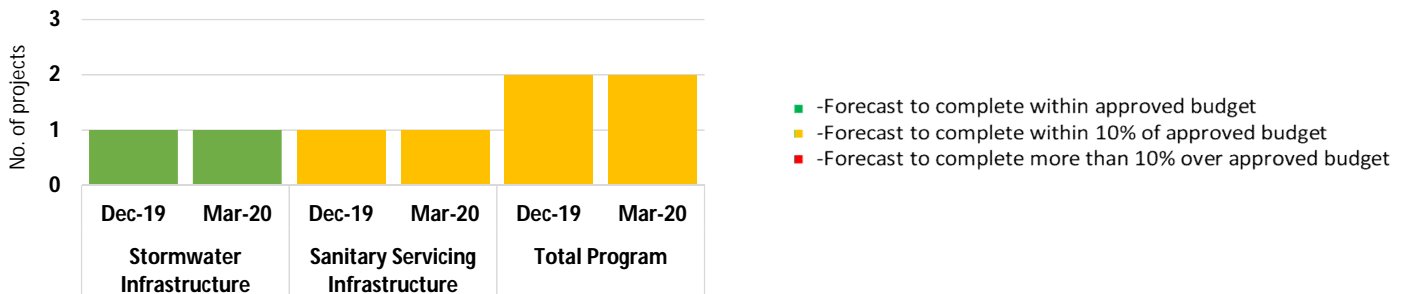 No. of projects
3
2
1
0
Dec-19 Mar-20 Dec-19 Mar-20 Dec-19 Mar-20
Stormwater Infrastructure
Sanitary Servicing Infrastructure
Total Program
-Forecast to complete within approved budget
-Forecast to complete within 10% of approved budget
-Forecast to complete more than 10% over approved budget